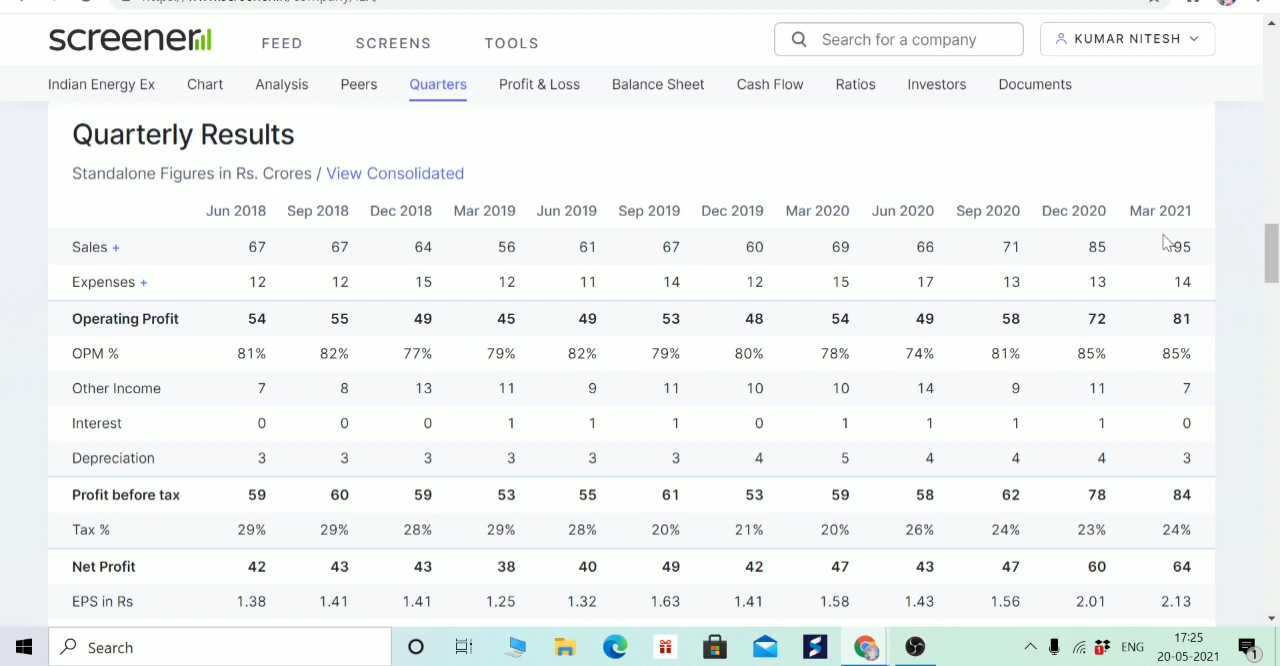 screener
FEED SCREENS TOOLS
Search for a company
KUMAR NITESH
Indian Energy Ex Chart Analysis Peers Quarters Profit & Loss Balance Sheet Cash Flow Ratios Investors Documents
Quarterly Results
Standalone Figures in Rs. Crores / View Consolidated
Jun 2018 Sep 2018 Dec 2018 Mar 2019 Jun 2019 Sep 2019 Dec 2019 Mar 2020 Jun 2020 Sep 2020 Dec 2020 Mar 2021
Sales + 67 67 64 56 61 67 60 69 66 71 85 95
Expenses + 12 12 15 12 11 14 12 15 17 13 13 14
Operating Profit 54 55 49 45 49 53 48 54 49 58 72 81
OPM % 81% 82% 77% 79% 82% 79% 80% 78% 74% 81% 85% 85%
Other Income 7 8 13 11 9 11 10 10 14 9 11 7
Interest 0 0 0 1 1 1 0 1 1 1 1 0
Depreciation 3 3 3 3 3 3 4 5 4 4 4 3
Profit before tax 59 60 59 53 55 61 53 59 58 62 78 84
Tax % 29% 29% 28% 29% 28% 20% 21% 20% 26% 24% 23% 24%
Net Profit 42 43 43 38 40 49 42 47 43 47 60 64
EPS in Rs 1.38 1.41 1.41 1.25 1.32 1.63 1.41 1.58 1.43 1.56 2.01 2.13
Search
ENG
17:25
20-05-2021
1